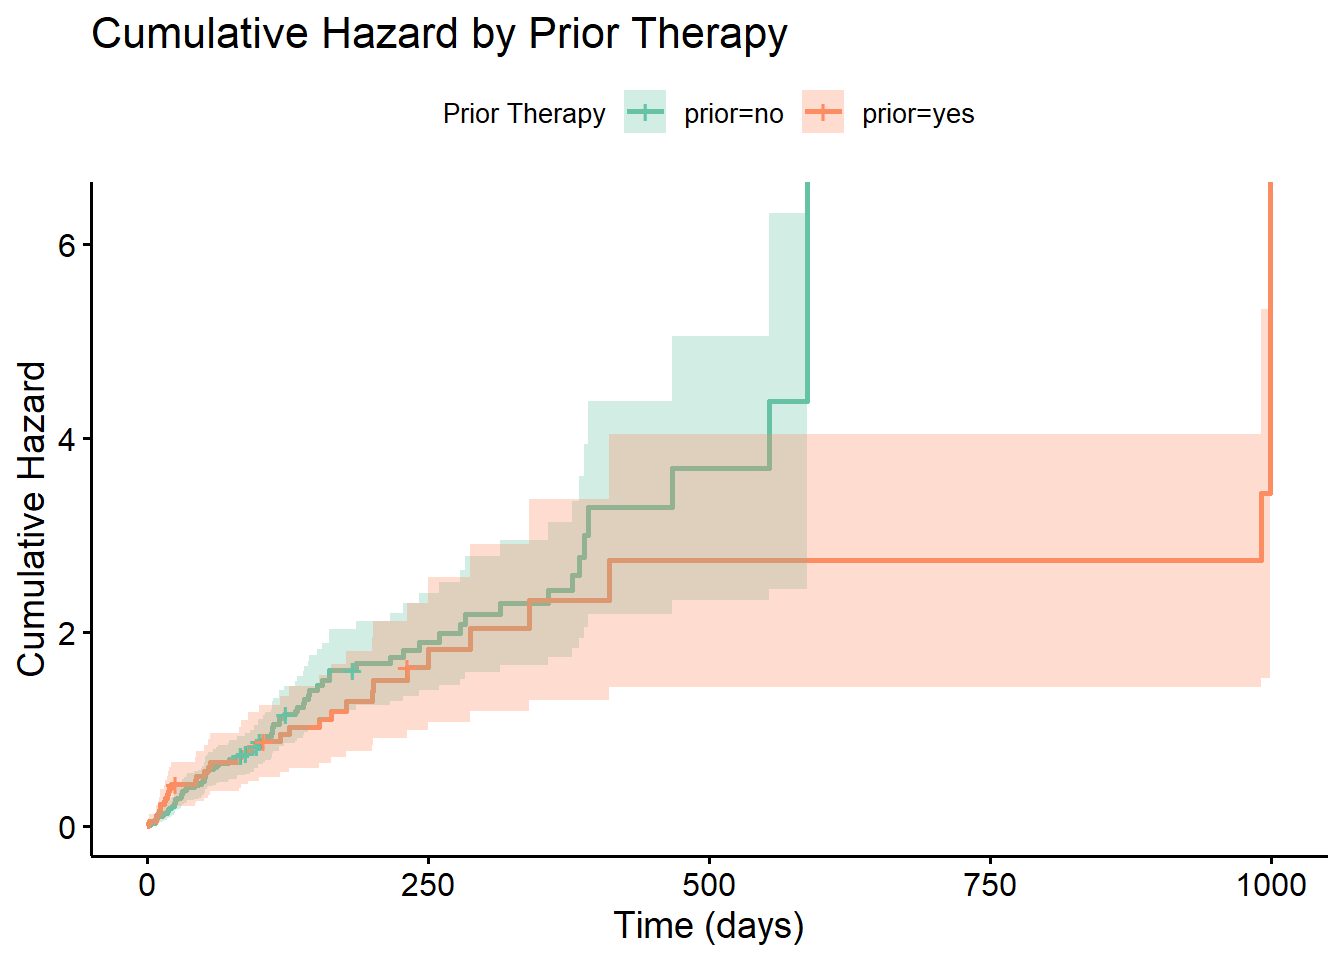 Cumulative Hazard by Prior Therapy
Prior Therapy prior=no prior=yes
6
4
2
0
Cumulative Hazard
0 250 500 750 1000
Time (days)